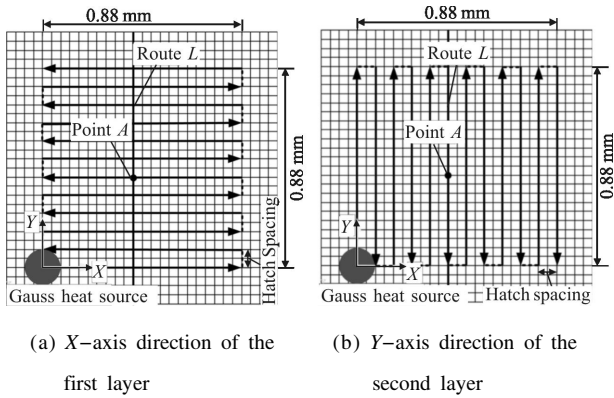 0.88 mm
Route L
Point A
0.88 mm
Y
X
Hatch Spacing
Gauss heat source
(a) X−axis direction of the
first layer
0.88 mm
Route L
Point A
0.88 mm
Y
X
Gauss heat source
Hatch spacing
(b) Y−axis direction of the
second layer